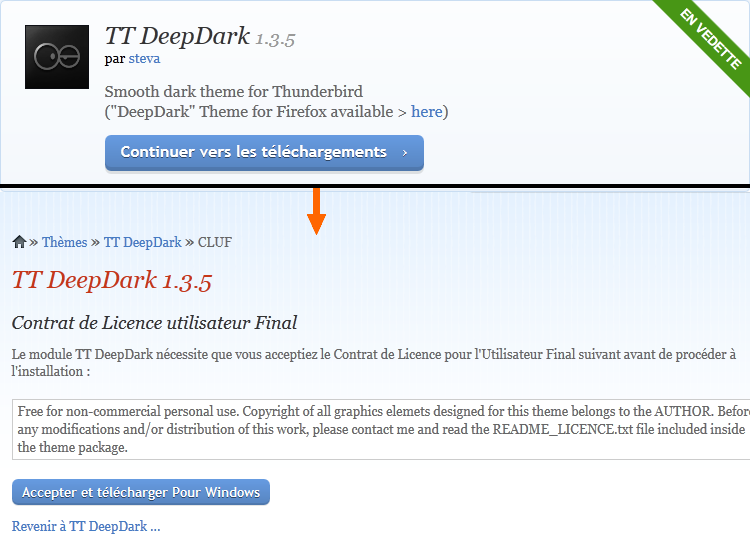 TT DeepDark 1.3.5
EN VEDETTE
par steva
Smooth dark theme for Thunderbird
("DeepDark" Theme for Firefox available > here)
Continuer vers les téléchargements ›
» Thèmes » TT DeepDark » CLUF
TT DeepDark 1.3.5
Contrat de Licence utilisateur Final
Le module TT DeepDark nécessite que vous acceptiez le Contrat de Licence pour l'Utilisateur Final suivant avant de procéder à
l'installation :
Free for non-commercial personal use. Copyright of all graphics elemets designed for this theme belongs to the AUTHOR. Before
any modifications and/or distribution of this work, please contact me and read the README_LICENCE.txt file included inside
the theme package.
Accepter et télécharger Pour Windows
Revenir à TT DeepDark ...